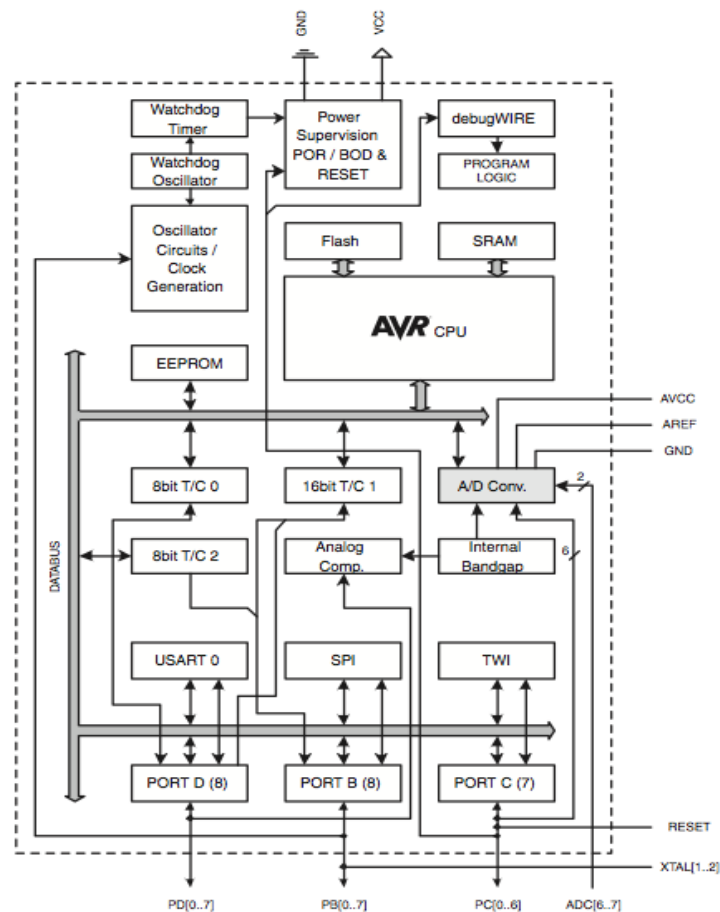 GND
VCC
Watchdog
Timer
Power
Supervision
POR / BOD &
RESET
debugWIRE
Watchdog
Oscillator
PROGRAM
LOGIC
Oscillator
Circuits /
Clock
Generation
Flash
SRAM
AVR CPU
EEPROM
AVCC
AREF
GND
8bit T/C 0
16bit T/C 1
A/D Conv.
2
DATABUS
8bit T/C 2
Analog
Comp.
Internal
Bandgap
6
USART 0
SPI
TWI
PORT D (8)
PORT B (8)
PORT C (7)
RESET
XTAL[1..2]
PD[0..7]
PB[0..7]
PC[0..6]
ADC[6..7]